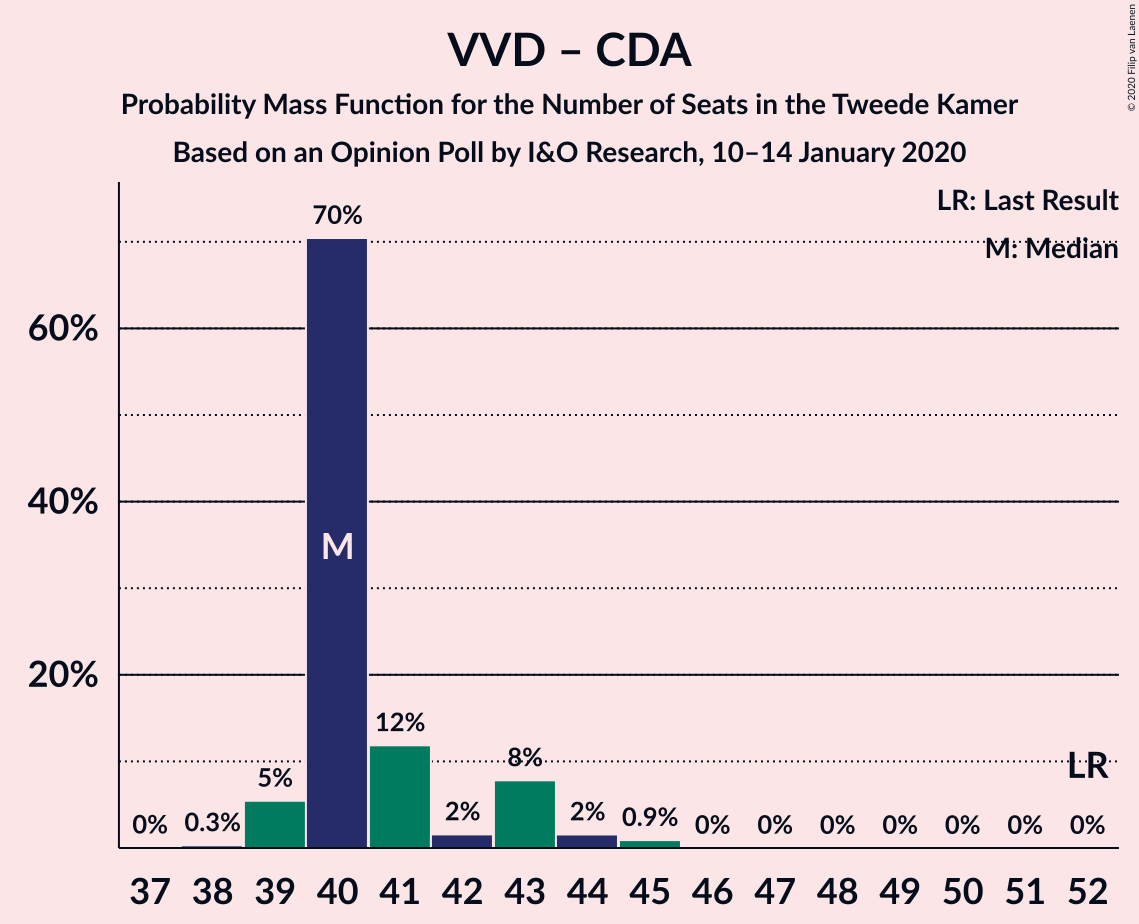 VVD – CDA
Probability Mass Function for the Number of Seats in the Tweede Kamer
Based on an Opinion Poll by I&O Research, 10–14 January 2020
© 2020 Filip van Laenen
LR: Last Result
M: Median
60%
40%
20%
0%
0.3%
5%
70%
M
12%
2%
8%
2%
0.9%
0%
0%
0%
0%
0%
0%
0%
LR
37 38 39 40 41 42 43 44 45 46 47 48 49 50 51 52